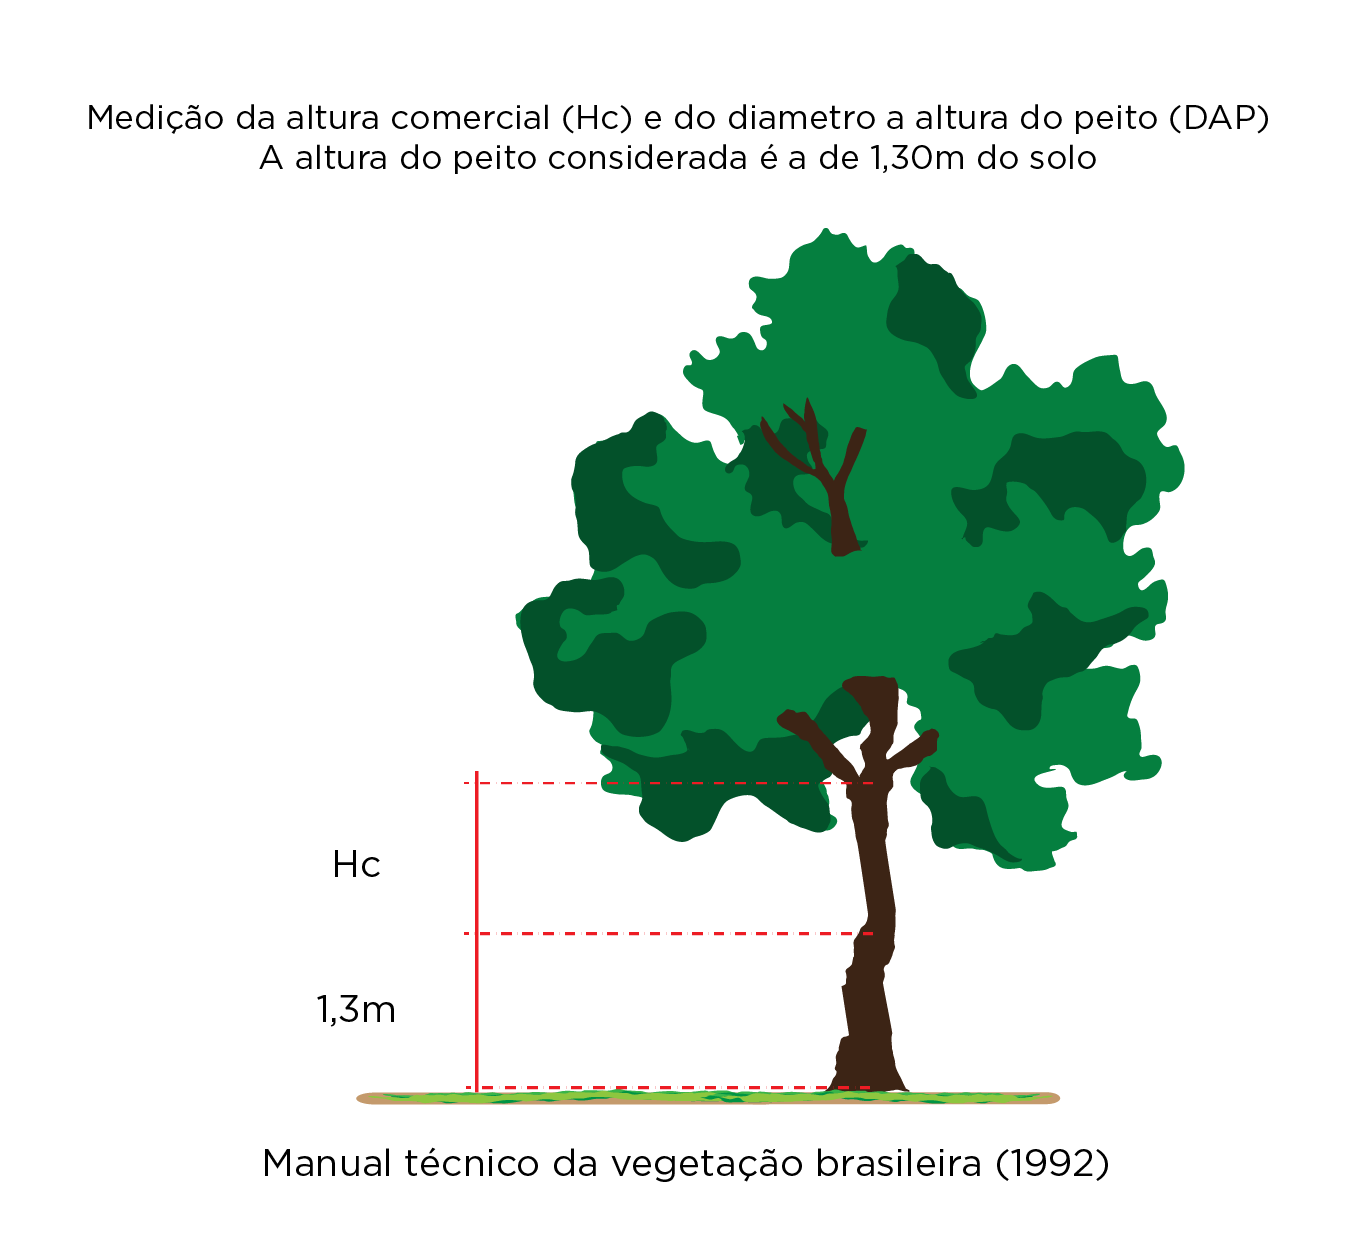 Medição da altura comercial (Hc) e do diametro a altura do peito (DAP)
A altura do peito considerada é a de 1,30m do solo
Hc
1,3m
Manual técnico da vegetação brasileira (1992)